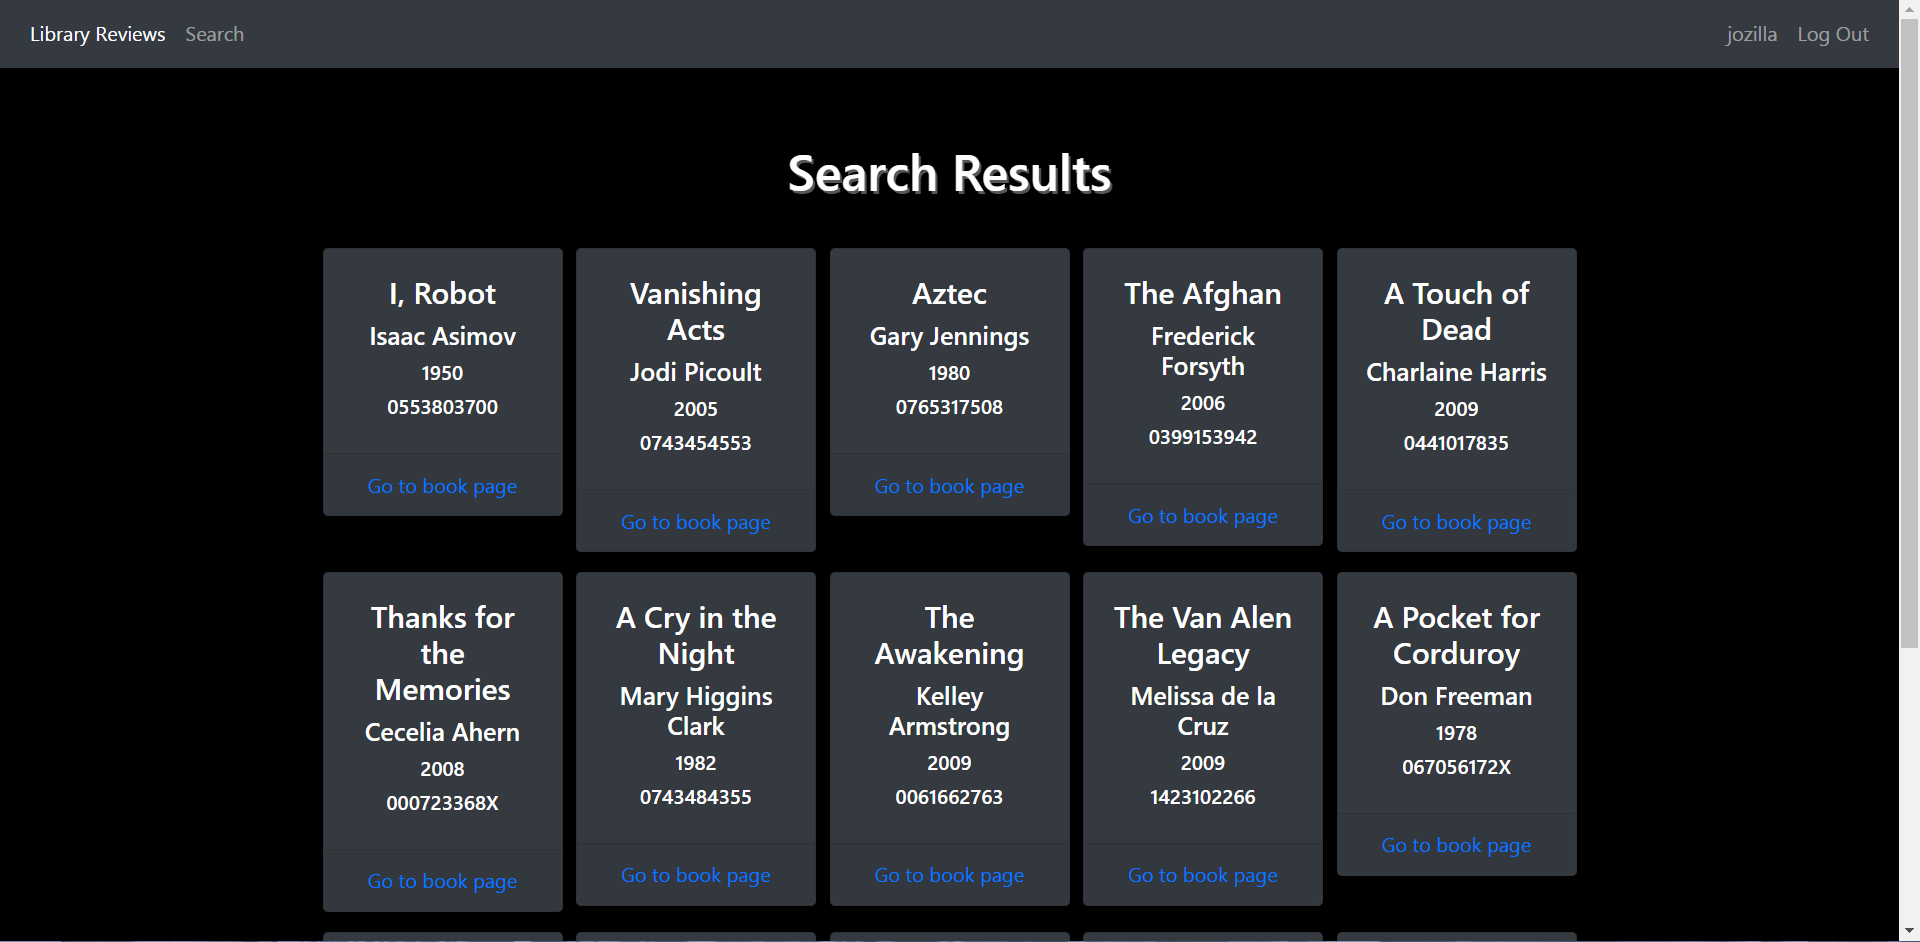 Library Reviews Search jozilla Log Out
Search Results
I, Robot
Isaac Asimov
1950
0553803700
Go to book page
Vanishing
Acts
Jodi Picoult
2005
0743454553
Go to book page
Aztec
Gary Jennings
1980
0765317508
Go to book page
The Afghan
Frederick
Forsyth
2006
0399153942
Go to book page
A Touch of
Dead
Charlaine Harris
2009
0441017835
Go to book page
Thanks for
the
Memories
Cecelia Ahern
2008
000723368X
Go to book page
A Cry in the
Night
Mary Higgins
Clark
1982
0743484355
Go to book page
The
Awakening
Kelley
Armstrong
2009
0061662763
Go to book page
The Van Alen
Legacy
Melissa de la
Cruz
2009
1423102266
Go to book page
A Pocket for
Corduroy
Don Freeman
1978
067056172X
Go to book page